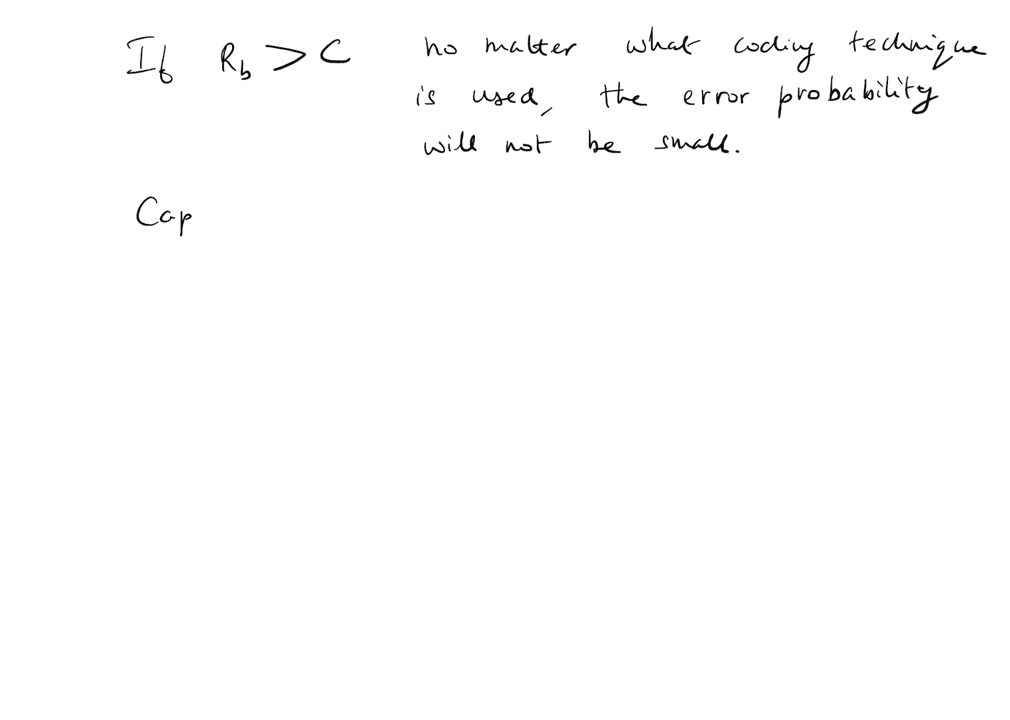 If R_b > C no matter what coding technique
is used, the error probability
will not be small.
Cap